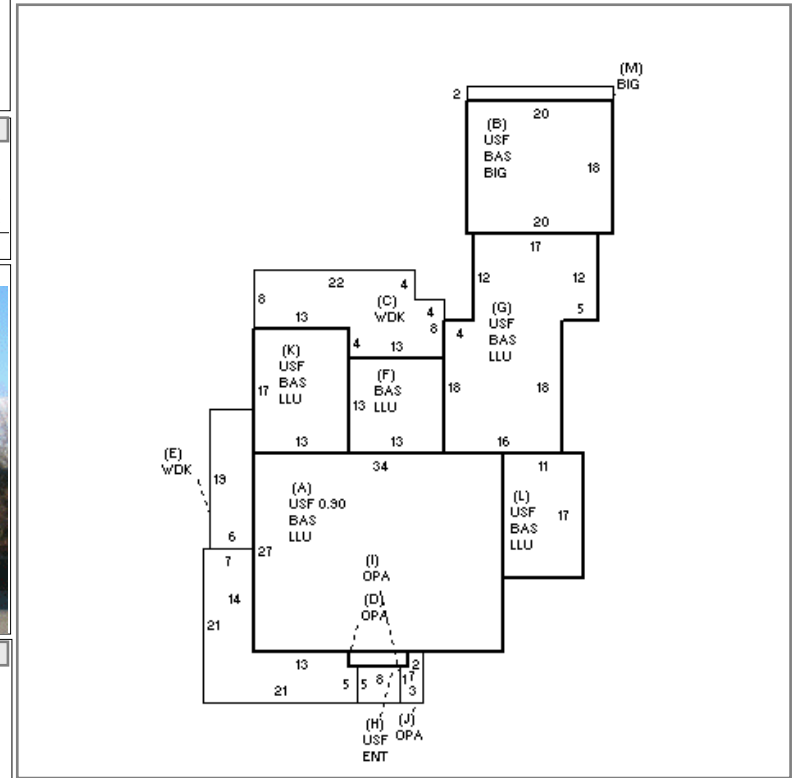 (M)
BIG
2
20
(B)
USF
BAS
BIG
18
20
17
12
12
22
4
8
(C)
WDK
4
13
8
5
(G)
USF
BAS
LLU
4
4
13
(K)
USF
BAS
LLU
(F)
BAS
LLU
17
13
18
18
13
13
16
(E)
WDK
19
34
11
(A)
USF 0.90
BAS
LLU
(L)
USF
BAS
LLU
17
6
27
7
(I)
OPA
14
(D)
OPA
21
13
2
5
5
8
1
7
21
3
(H)
USF
ENT
(J)
OPA